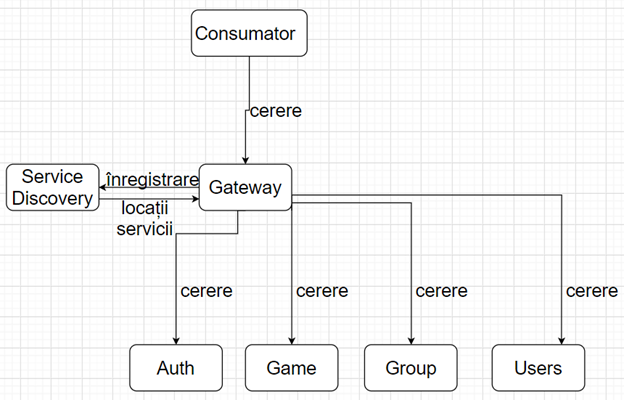 Consumator
cerere
Service
Discovery
înregistrare
locații
servicii
Gateway
cerere
cerere
cerere
cerere
Auth
Game
Group
Users